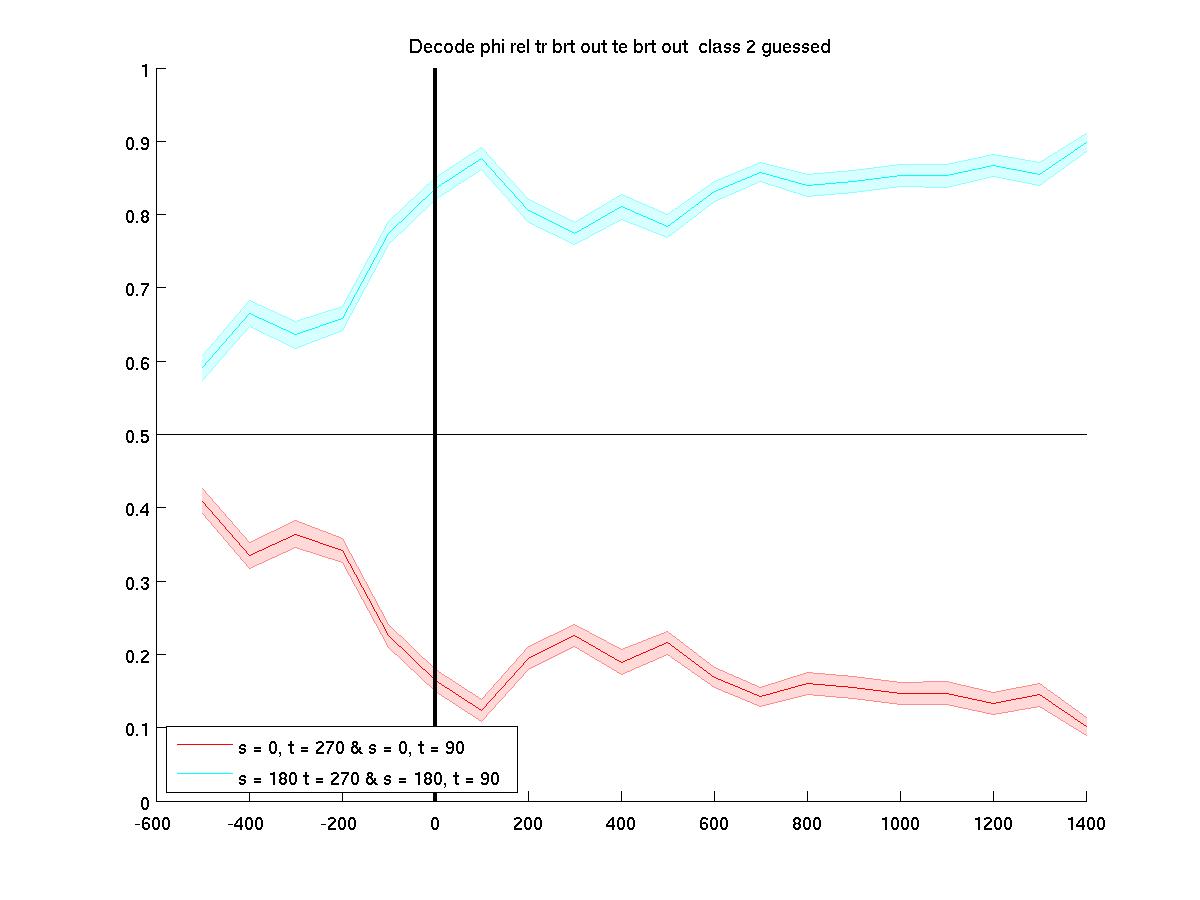 Decode phi rel tr brt out te brt out  class 2 guessed
1
0.9
0.8
0.7
0.6
0.5
0.4
0.3
0.2
0.1
0
s = 0, t = 270 & s = 0, t = 90
s = 180 t = 270 & s = 180, t = 90
-600 -400 -200 0 200 400 600 800 1000 1200 1400